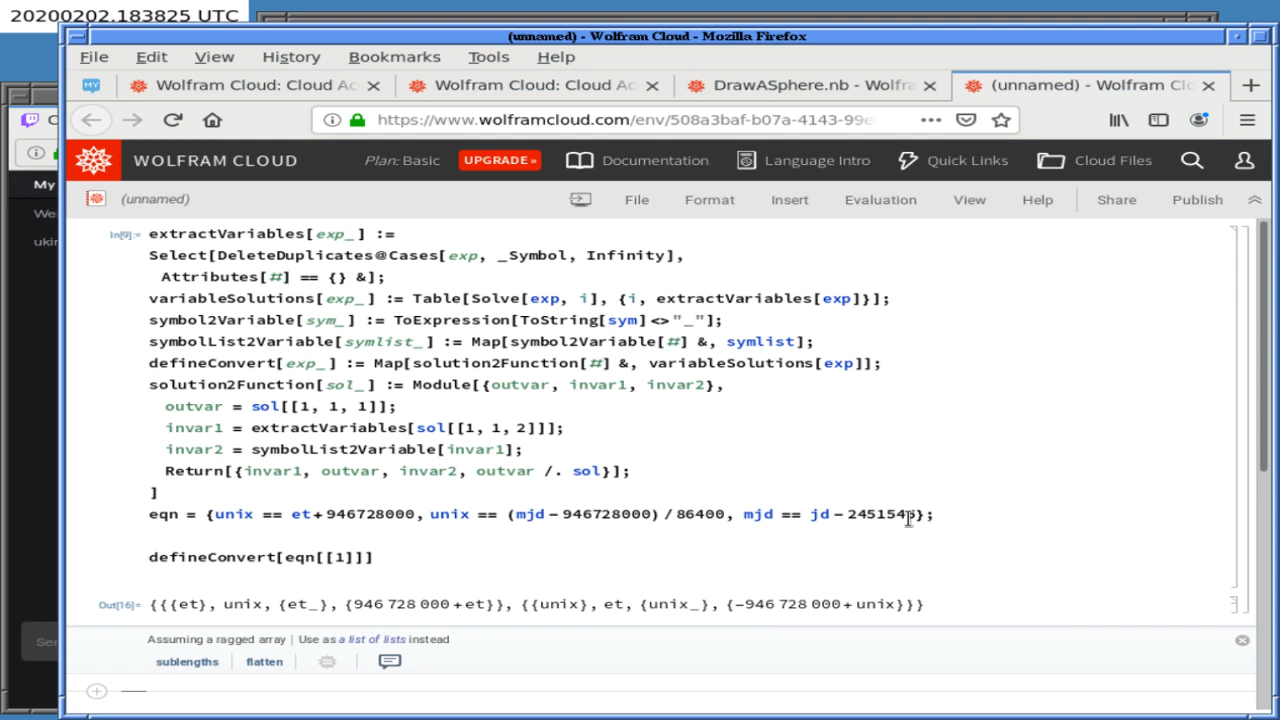 20200202.183825 UTC
(unnamed) - Wolfram Cloud - Mozilla Firefox
File Edit View History Bookmarks Tools Help
MY Wolfram Cloud: Cloud Ac Wolfram Cloud: Cloud Ac DrawASphere.nb - Wolfra (unnamed) - Wolfram Clo
https://www.wolframcloud.com/env/508a3baf-b07a-4143-99e
WOLFRAM CLOUD Plan: Basic UPGRADE» Documentation Language Intro Quick Links Cloud Files
(unnamed) File Format Insert Evaluation View Help Share Publish
My
We
ukin
Sen
In[9]:= extractVariables[exp_] :=
Select[DeleteDuplicates@Cases[exp, _Symbol, Infinity],
Attributes[#] == {} &];
variableSolutions[exp_] := Table[Solve[exp, i], {i, extractVariables[exp]}];
symbol2Variable[sym_] := ToExpression[ToString[sym]<>"_"];
symbolList2Variable[symlist_] := Map[symbol2Variable[#] &, symlist];
defineConvert[exp_] := Map[solution2Function[#] &, variableSolutions[exp]];
solution2Function[sol_] := Module[{outvar, invar1, invar2},
outvar = sol[[1, 1, 1]];
invar1 = extractVariables[sol[[1, 1, 2]]];
invar2 = symbolList2Variable[invar1];
Return[{invar1, outvar, invar2, outvar /. sol}];
]
eqn = {unix == et+946728000, unix == (mjd-946728000)/86400, mjd == jd-};
defineConvert[eqn[[1]]]
Out[16]= {{{et}, unix, {et_}, {946 728 000+et}}, {{unix}, et, {unix_}, {-946 728 000+unix}}}
Assuming a ragged array | Use as a list of lists instead
sublengths flatten